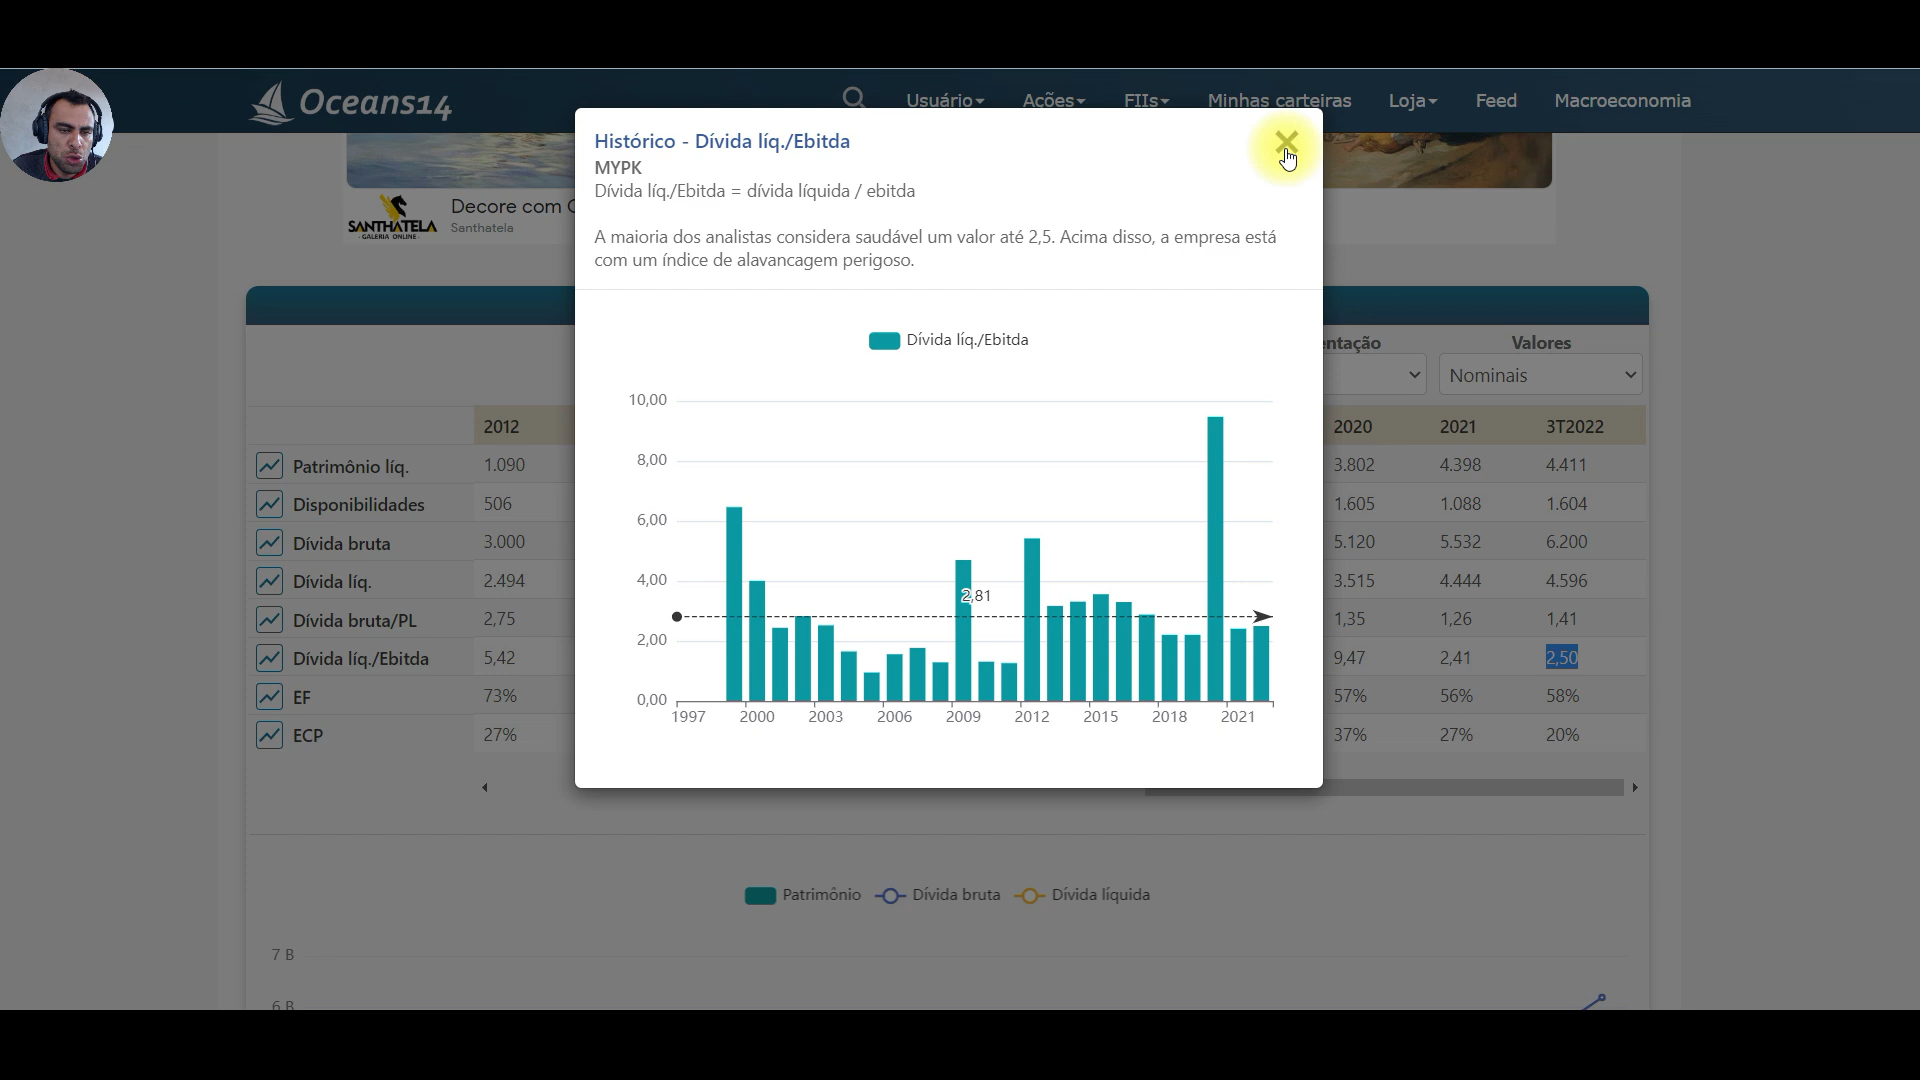 Oceans14
Usuário
Ações
FIIs
Minhas carteiras
Loja
Feed
Macroeconomia
SANTHATELA
GALERIA ONLINE
Decore com
Santhatela
Histórico - Dívida líq./Ebitda
MYPK
Dívida líq./Ebitda = dívida líquida / ebitda
A maioria dos analistas considera saudável um valor até 2,5. Acima disso, a empresa está
com um índice de alavancagem perigoso.
Dívida líq./Ebitda
10,00
8,00
6,00
4,00
2,00
0,00
2,81
1997 2000 2003 2006 2009 2012 2015 2018 2021
Valores
Nominais
2012 2020 2021 3T2022
Patrimônio líq. 1.090 3.802 4.398 4.411
Disponibilidades 506 1.605 1.088 1.604
Dívida bruta 3.000 5.120 5.532 6.200
Dívida líq. 2.494 3.515 4.444 4.596
Dívida bruta/PL 2,75 1,35 1,26 1,41
Dívida líq./Ebitda 5,42 9,47 2,41 2,50
EF 73% 57% 56% 58%
ECP 27% 37% 27% 20%
Patrimônio Dívida bruta Dívida líquida
7 B
6 B